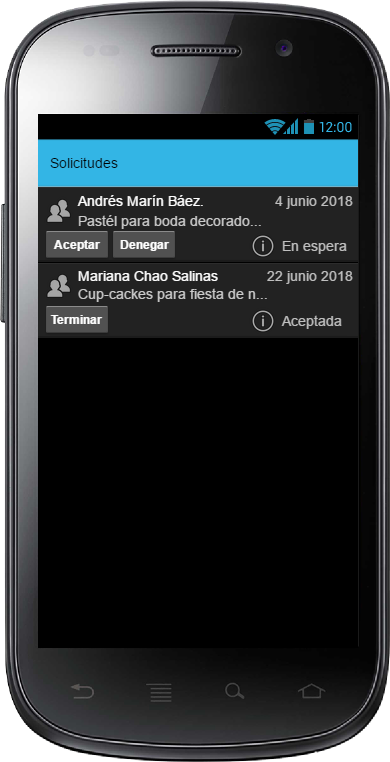 12:00
Solicitudes
Andrés Marín Báez. 4 junio 2018
Pastél para boda decorado...
Aceptar Denegar En espera
Mariana Chao Salinas 22 junio 2018
Cup-cackes para fiesta de n...
Terminar Aceptada